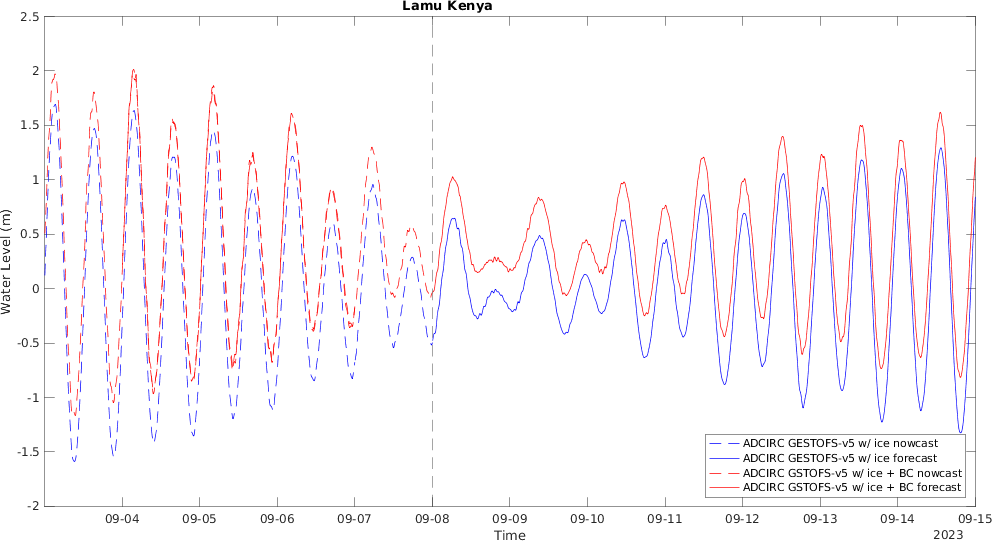 Lamu Kenya
2.5
2
1.5
1
0.5
0
-0.5
-1
-1.5
-2
Water Level (m)
ADCIRC GESTOFS-v5 w/ ice nowcast
ADCIRC GESTOFS-v5 w/ ice forecast
ADCIRC GSTOFS-v5 w/ ice + BC nowcast
ADCIRC GSTOFS-v5 w/ ice + BC forecast
09-04 09-05 09-06 09-07 09-08 09-09 09-10 09-11 09-12 09-13 09-14 09-15
Time
2023